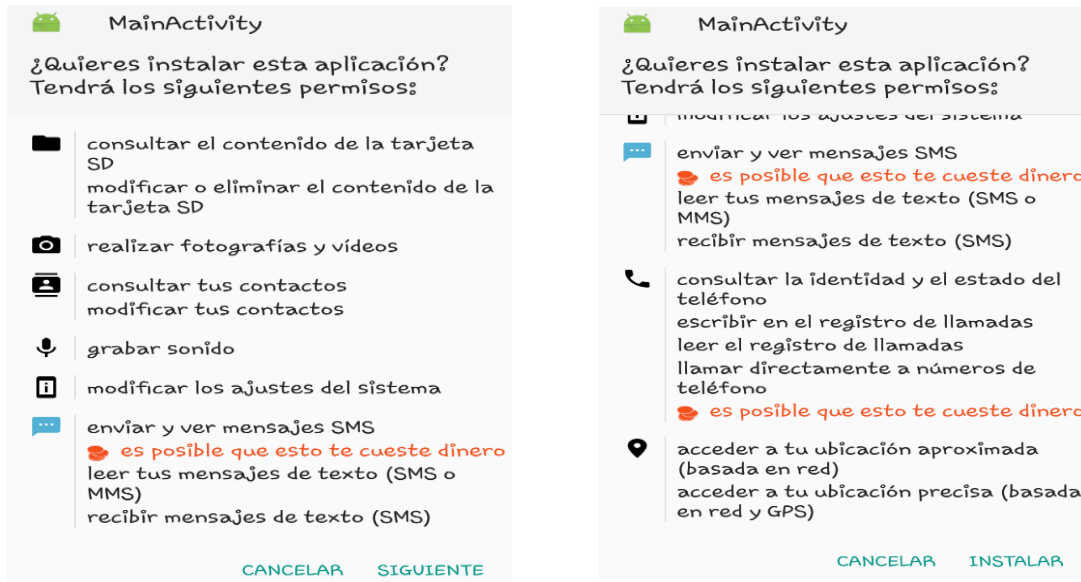 MainActivity
¿Quieres instalar esta aplicación?
Tendrá los siguientes permisos:
consultar el contenido de la tarjeta
SD
modificar o eliminar el contenido de la
tarjeta SD
realizar fotografías y vídeos
consultar tus contactos
modificar tus contactos
grabar sonido
modificar los ajustes del sistema
enviar y ver mensajes SMS
es posible que esto te cueste dinero
leer tus mensajes de texto (SMS o
MMS)
recibir mensajes de texto (SMS)
CANCELAR SIGUIENTE
MainActivity
¿Quieres instalar esta aplicación?
Tendrá los siguientes permisos:
modificar los ajustes del sistema
enviar y ver mensajes SMS
es posible que esto te cueste dinero
leer tus mensajes de texto (SMS o
MMS)
recibir mensajes de texto (SMS)
consultar la identidad y el estado del
teléfono
escribir en el registro de llamadas
leer el registro de llamadas
llamar directamente a números de
teléfono
es posible que esto te cueste dinero
acceder a tu ubicación aproximada
(basada en red)
acceder a tu ubicación precisa (basada
en red y GPS)
CANCELAR INSTALAR